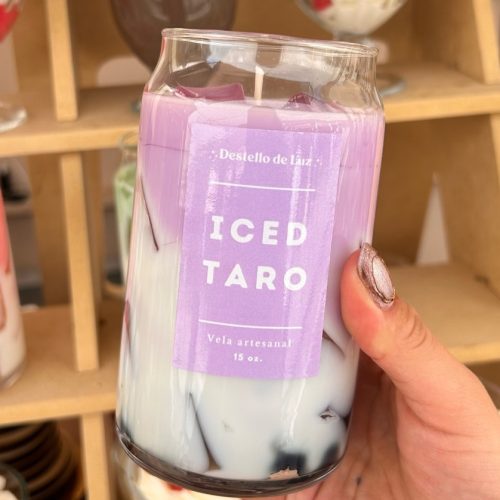 Destello de Luz
ICED
TARO
Vela artesanal
15 oz.